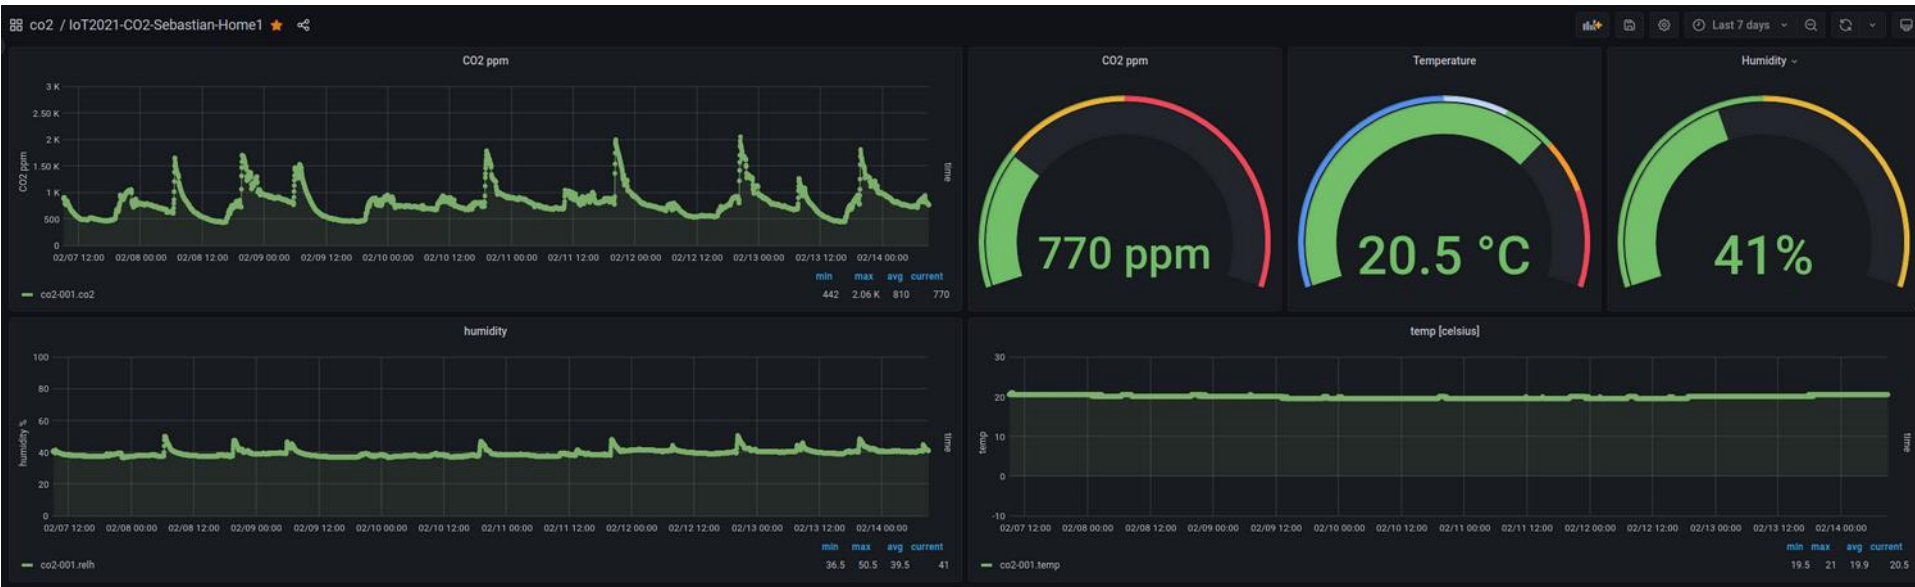 co2 / IoT2021-CO2-Sebastian-Home1
Last 7 days
CO2 ppm
3 K
2.50 K
2 K
1.50 K
1 K
500
0
CO2 ppm
time
02/07 12:00 02/08 00:00 02/08 12:00 02/09 00:00 02/09 12:00 02/10 00:00 02/10 12:00 02/11 00:00 02/11 12:00 02/12 00:00 02/12 12:00 02/13 00:00 02/13 12:00 02/14 00:00
min max avg current
co2-001.co2 442 2.06 K 810 770
CO2 ppm
770 ppm
Temperature
20.5 °C
Humidity
41%
humidity
100
80
60
40
20
0
humidity %
time
02/07 12:00 02/08 00:00 02/08 12:00 02/09 00:00 02/09 12:00 02/10 00:00 02/10 12:00 02/11 00:00 02/11 12:00 02/12 00:00 02/12 12:00 02/13 00:00 02/13 12:00 02/14 00:00
min max avg current
co2-001.relh 36.5 50.5 39.5 41
temp [celsius]
30
20
10
0
-10
temp
time
02/07 12:00 02/08 00:00 02/08 12:00 02/09 00:00 02/09 12:00 02/10 00:00 02/10 12:00 02/11 00:00 02/11 12:00 02/12 00:00 02/12 12:00 02/13 00:00 02/13 12:00 02/14 00:00
min max avg current
co2-001.temp 19.5 21 19.9 20.5